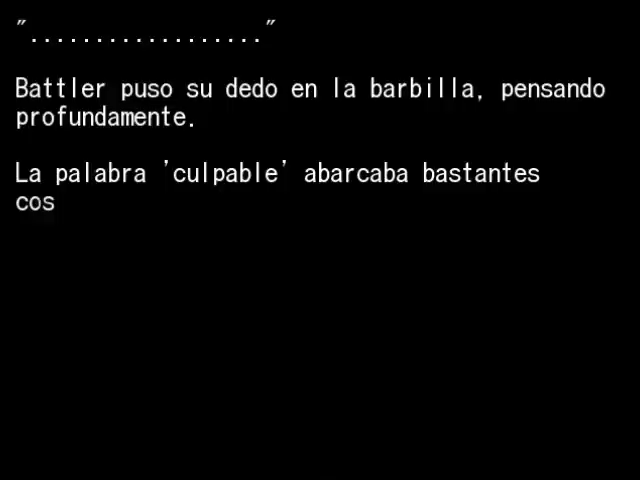 "..................."
Battler puso su dedo en la barbilla, pensando
profundamente.
La palabra 'culpable' abarcaba bastantes
cos